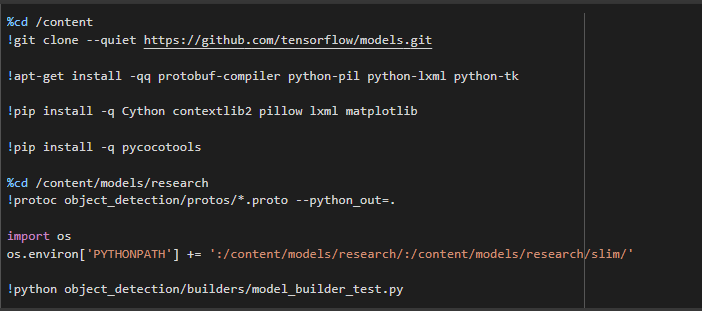 %cd /content
!git clone --quiet https://github.com/tensorflow/models.git
!apt-get install -qq protobuf-compiler python-pil python-lxml python-tk
!pip install -q Cython contextlib2 pillow lxml matplotlib
!pip install -q pycocotools
%cd /content/models/research
!protoc object_detection/protos/*.proto --python_out=.
import os
os.environ['PYTHONPATH'] += ':/content/models/research/:/content/models/research/slim/'
!python object_detection/builders/model_builder_test.py